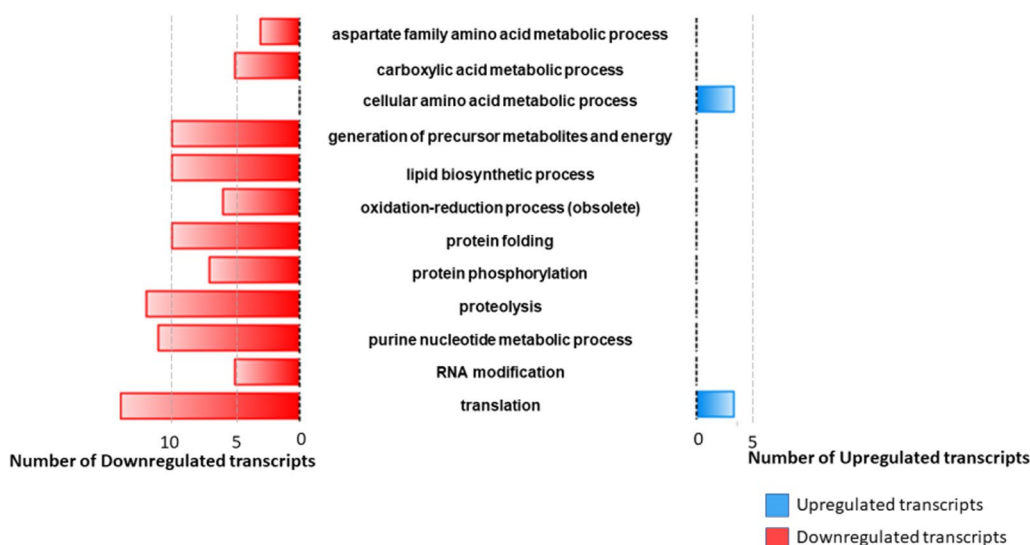 aspartate family amino acid metabolic process
carboxylic acid metabolic process
cellular amino acid metabolic process
generation of precursor metabolites and energy
lipid biosynthetic process
oxidation-reduction process (obsolete)
protein folding
protein phosphorylation
proteolysis
purine nucleotide metabolic process
RNA modification
translation
10 5 0 0 5
Number of Downregulated transcripts Number of Upregulated transcripts
Upregulated transcripts
Downregulated transcripts